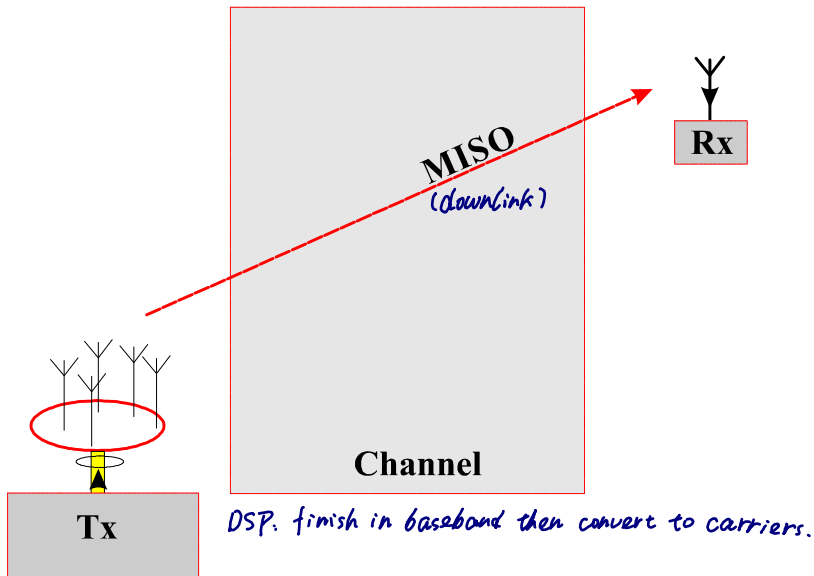 MISO
(downlink)
Rx
Channel
Tx
DSP: finish in baseband then convert to carriers.